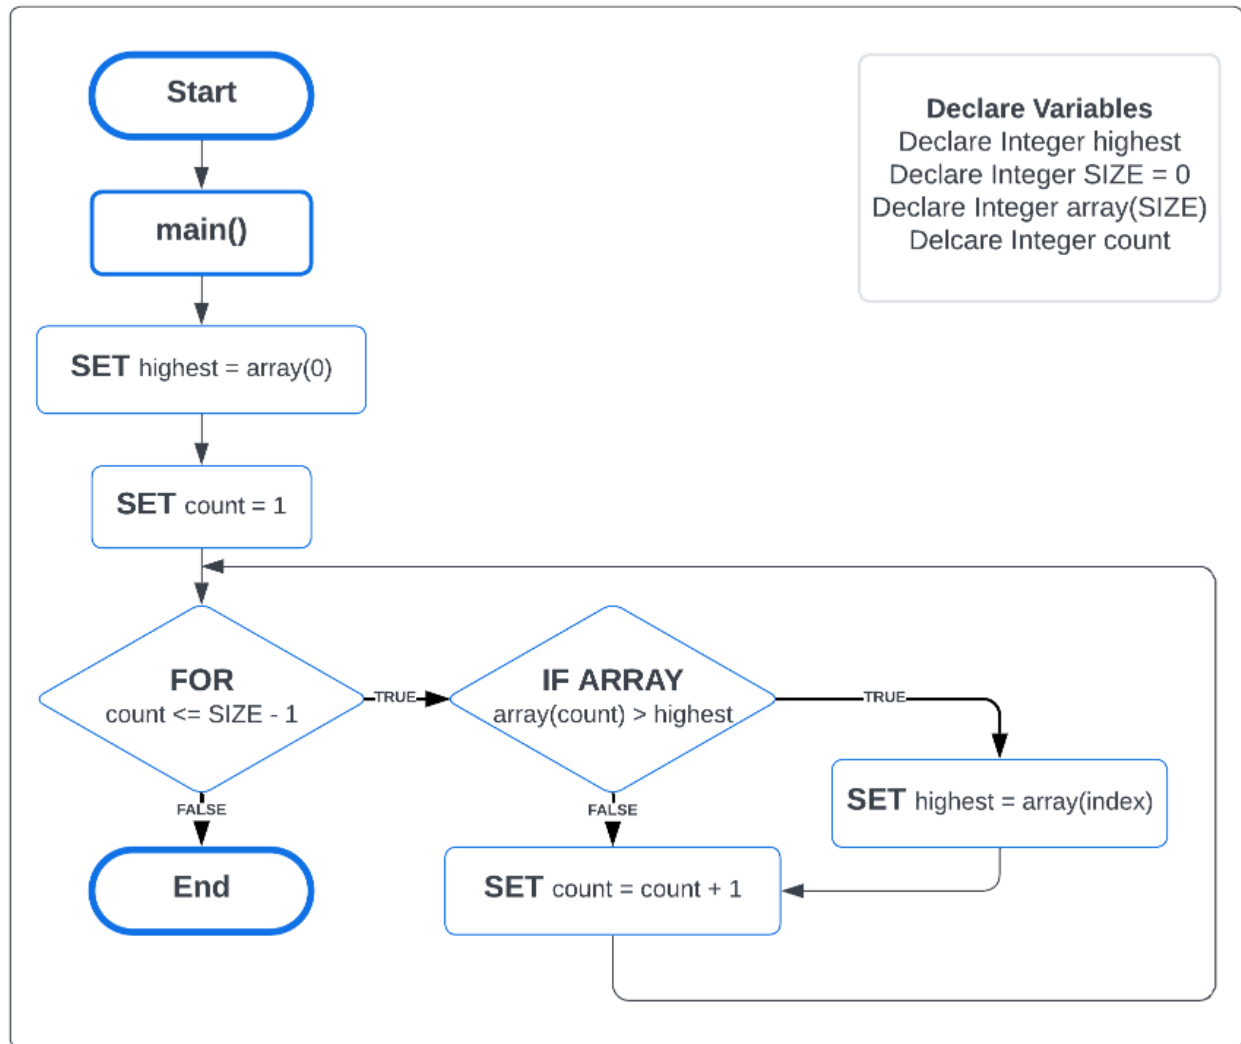 Start
Declare Variables
Declare Integer highest
Declare Integer SIZE = 0
Declare Integer array(SIZE)
Delcare Integer count
main()
SET highest = array(0)
SET count = 1
FOR
count <= SIZE - 1
TRUE
IF ARRAY
array(count) > highest
TRUE
SET highest = array(index)
FALSE
FALSE
End
SET count = count + 1